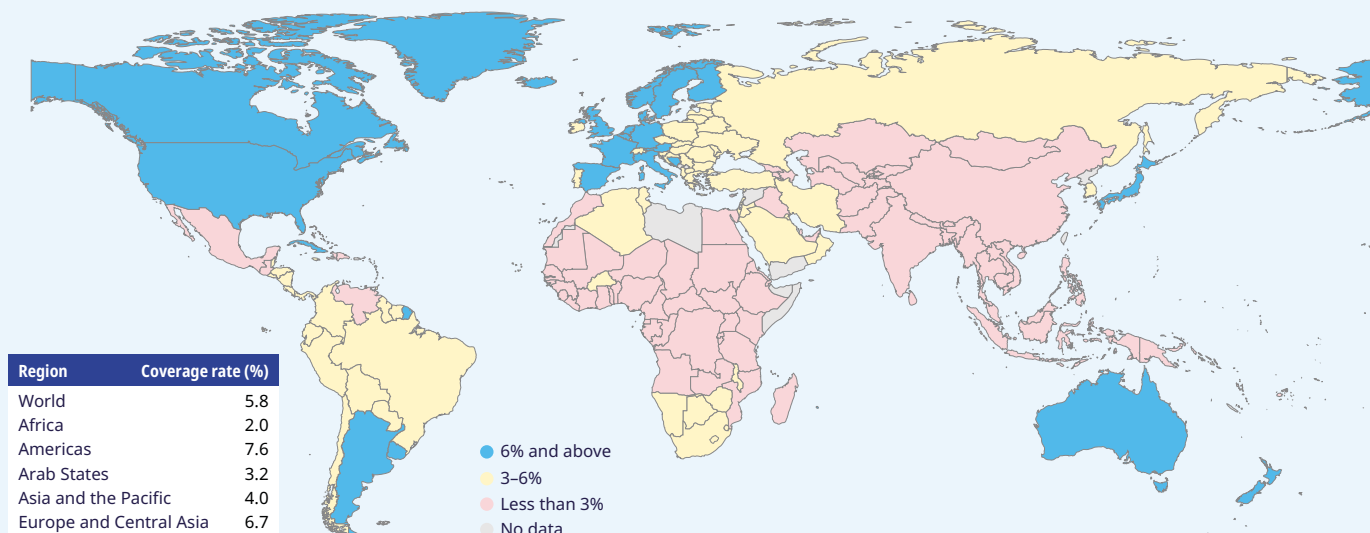 Region Coverage rate (%)
World 5.8
Africa 2.0
Americas 7.6
Arab States 3.2
Asia and the Pacific 4.0
Europe and Central Asia 6.7
6% and above
3–6%
Less than 3%
No data